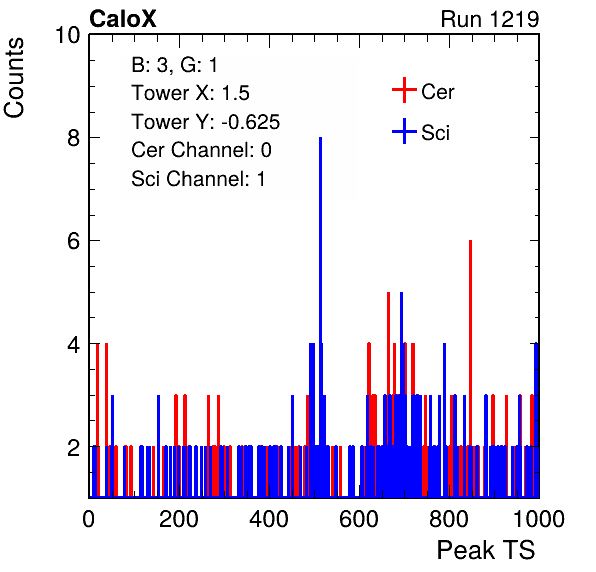 CaloX Run 1219
Counts
10
8
6
4
2
B: 3, G: 1
Tower X: 1.5
Tower Y: -0.625
Cer Channel: 0
Sci Channel: 1
Cer
Sci
0 200 400 600 800 1000
Peak TS